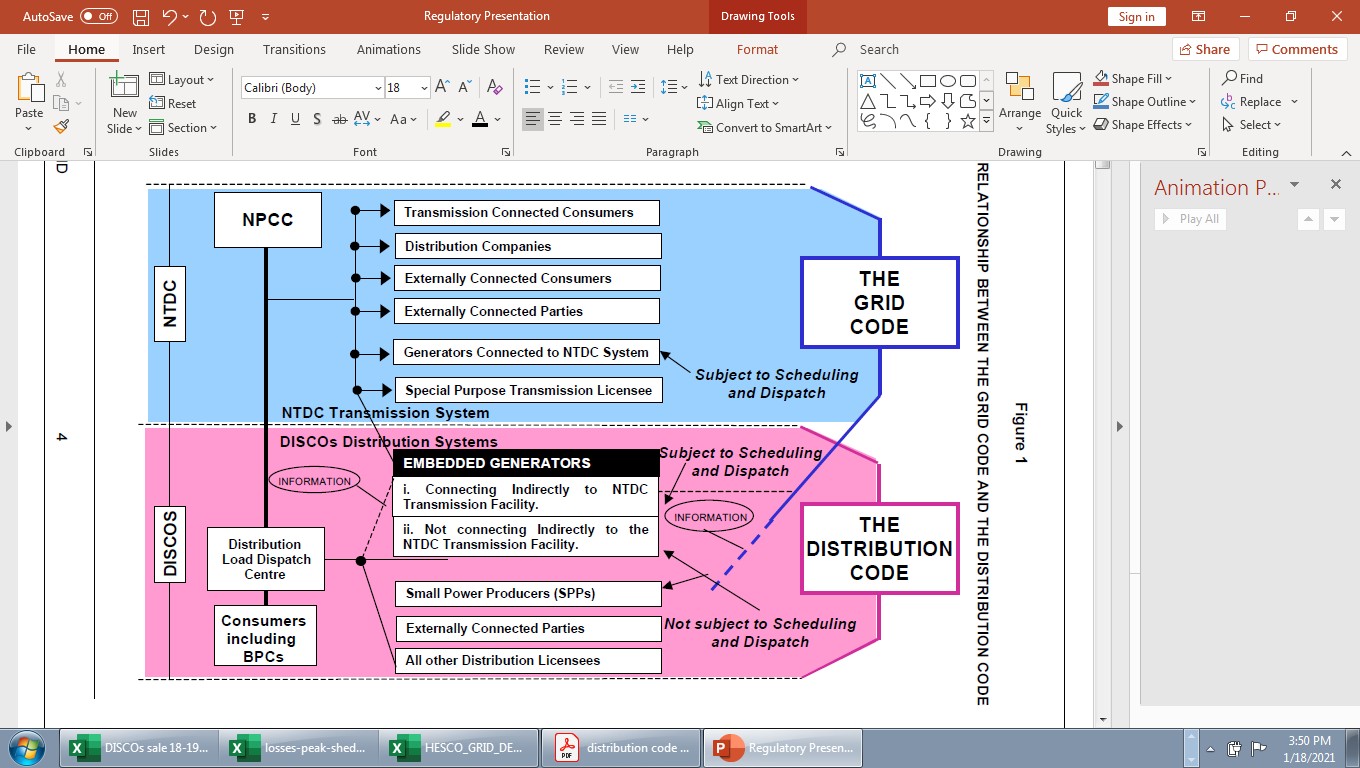 AutoSave Off
Regulatory Presentation
Drawing Tools
Sign in
File Home Insert Design Transitions Animations Slide Show Review View Help Format Search Share Comments
Paste
Clipboard
New Slide
Layout
Reset
Section
Slides
Calibri (Body) 18
B I U S ab AV Aa
Font
Text Direction
Align Text
Convert to SmartArt
Paragraph
Arrange
Quick Styles
Shape Fill
Shape Outline
Shape Effects
Drawing
Find
Replace
Select
Editing
Animation P...
Play All
ID
4
NTDC
NPCC
Transmission Connected Consumers
Distribution Companies
Externally Connected Consumers
Externally Connected Parties
Generators Connected to NTDC System
Special Purpose Transmission Licensee
Subject to Scheduling
and Dispatch
NTDC Transmission System
THE
GRID
CODE
DISCOs Distribution Systems
DISCOS
INFORMATION
EMBEDDED GENERATORS
i. Connecting Indirectly to NTDC
Transmission Facility.
ii. Not connecting Indirectly to the
NTDC Transmission Facility.
Subject to Scheduling
and Dispatch
INFORMATION
Distribution
Load Dispatch
Centre
Consumers
including
BPCs
Small Power Producers (SPPs)
Externally Connected Parties
All other Distribution Licensees
Not subject to Scheduling
and Dispatch
THE
DISTRIBUTION
CODE
RELATIONSHIP BETWEEN THE GRID CODE AND THE DISTRIBUTION CODE
Figure 1
DISCOs sale 18-19...
losses-peak-shed...
HESCO_GRID_DE...
distribution code ...
Regulatory Presen...
3:50 PM
1/18/2021